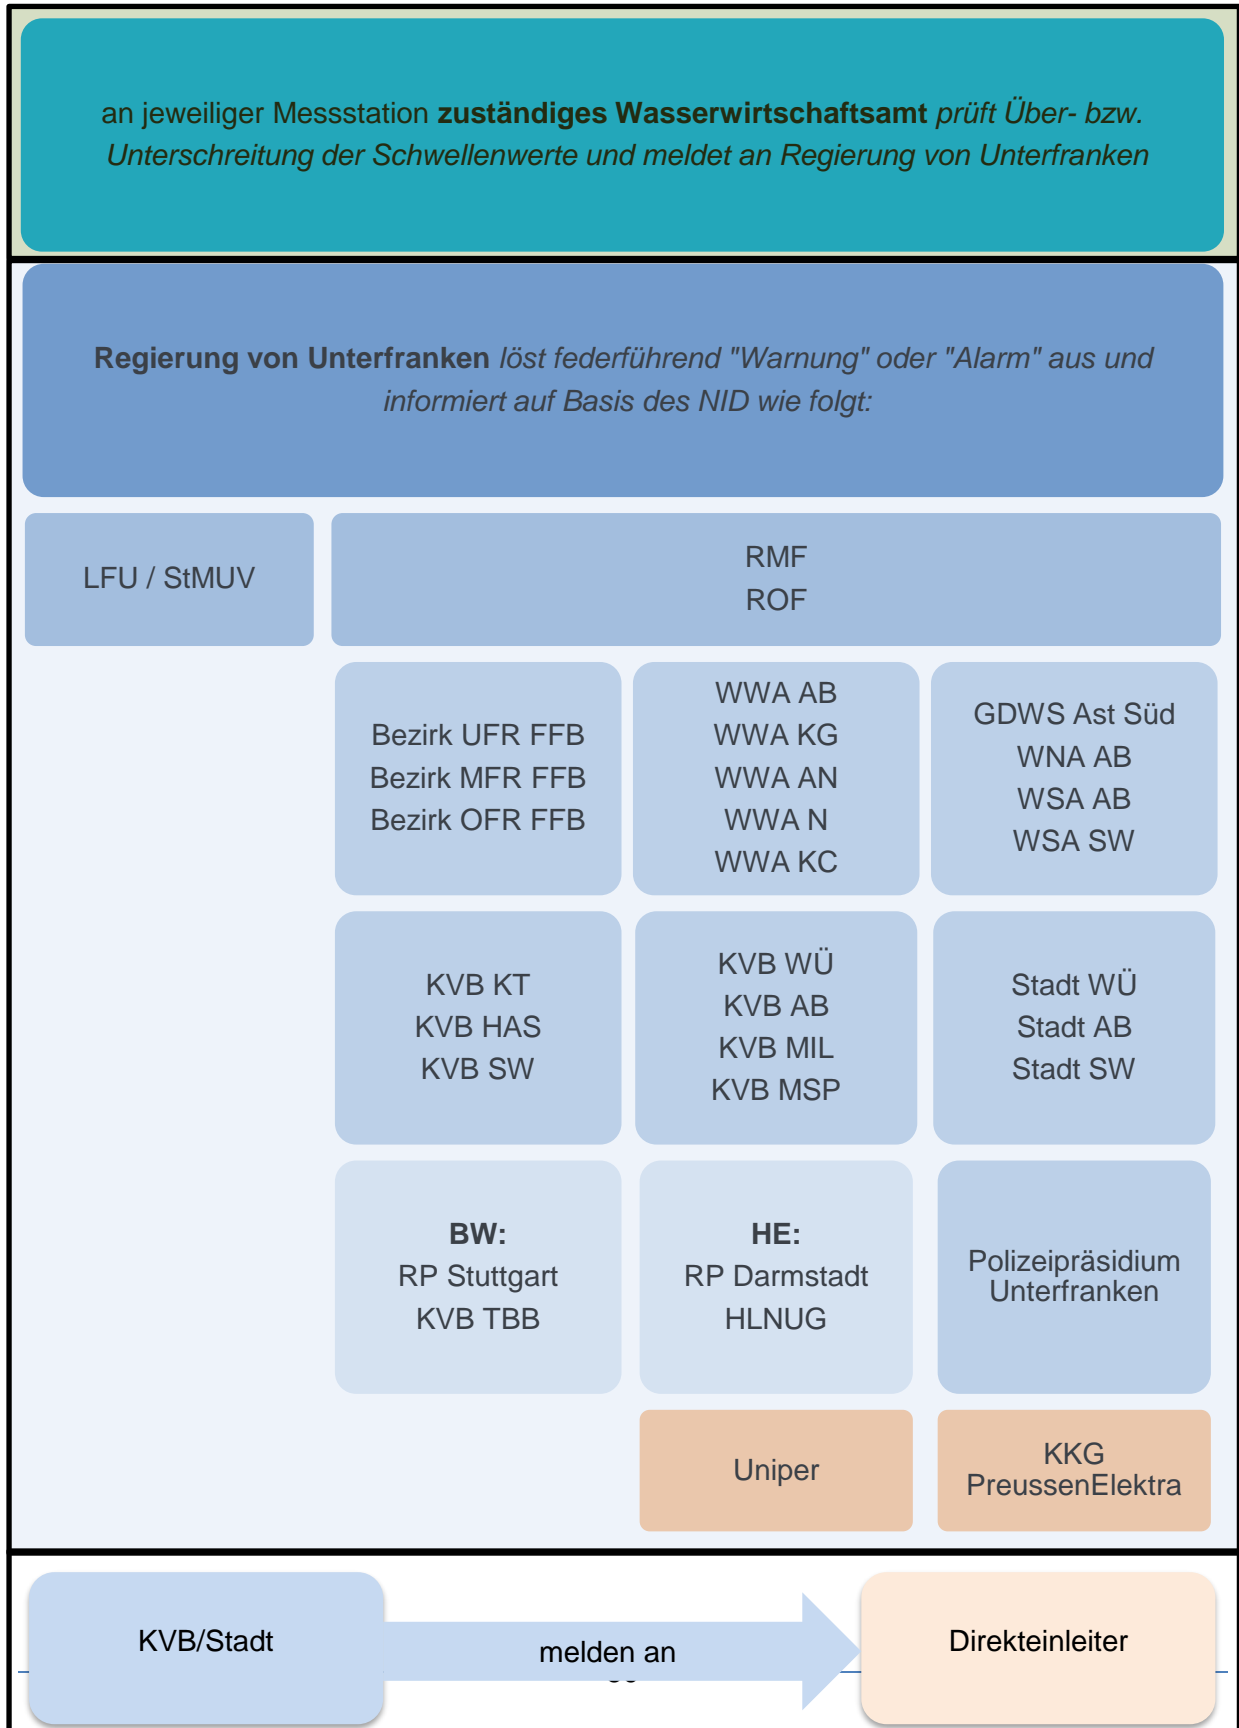 an jeweiliger Messstation zuständiges Wasserwirtschaftsamt prüft Über- bzw.
Unterschreitung der Schwellenwerte und meldet an Regierung von Unterfranken
Regierung von Unterfranken löst federführend "Warnung" oder "Alarm" aus und
informiert auf Basis des NID wie folgt:
LFU / StMUV
RMF
ROF
Bezirk UFR FFB
Bezirk MFR FFB
Bezirk OFR FFB
WWA AB
WWA KG
WWA AN
WWA N
WWA KC
GDWS Ast Süd
WNA AB
WSA AB
WSA SW
KVB KT
KVB HAS
KVB SW
KVB WÜ
KVB AB
KVB MIL
KVB MSP
Stadt WÜ
Stadt AB
Stadt SW
BW:
RP Stuttgart
KVB TBB
HE:
RP Darmstadt
HLNUG
Polizeipräsidium
Unterfranken
Uniper
KKG
PreussenElektra
KVB/Stadt
melden an
Direkteinleiter